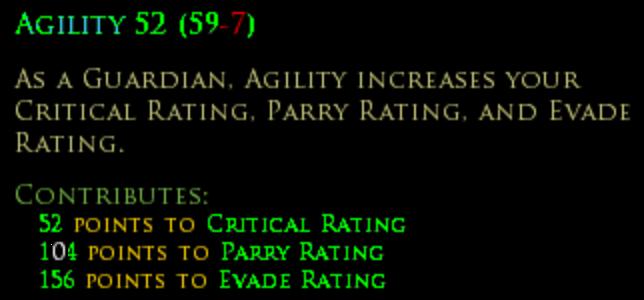 Agility 52 (59-7)
As a Guardian, Agility increases your
Critical Rating, Parry Rating, and Evade
Rating.
Contributes:
52 points to Critical Rating
104 points to Parry Rating
156 points to Evade Rating